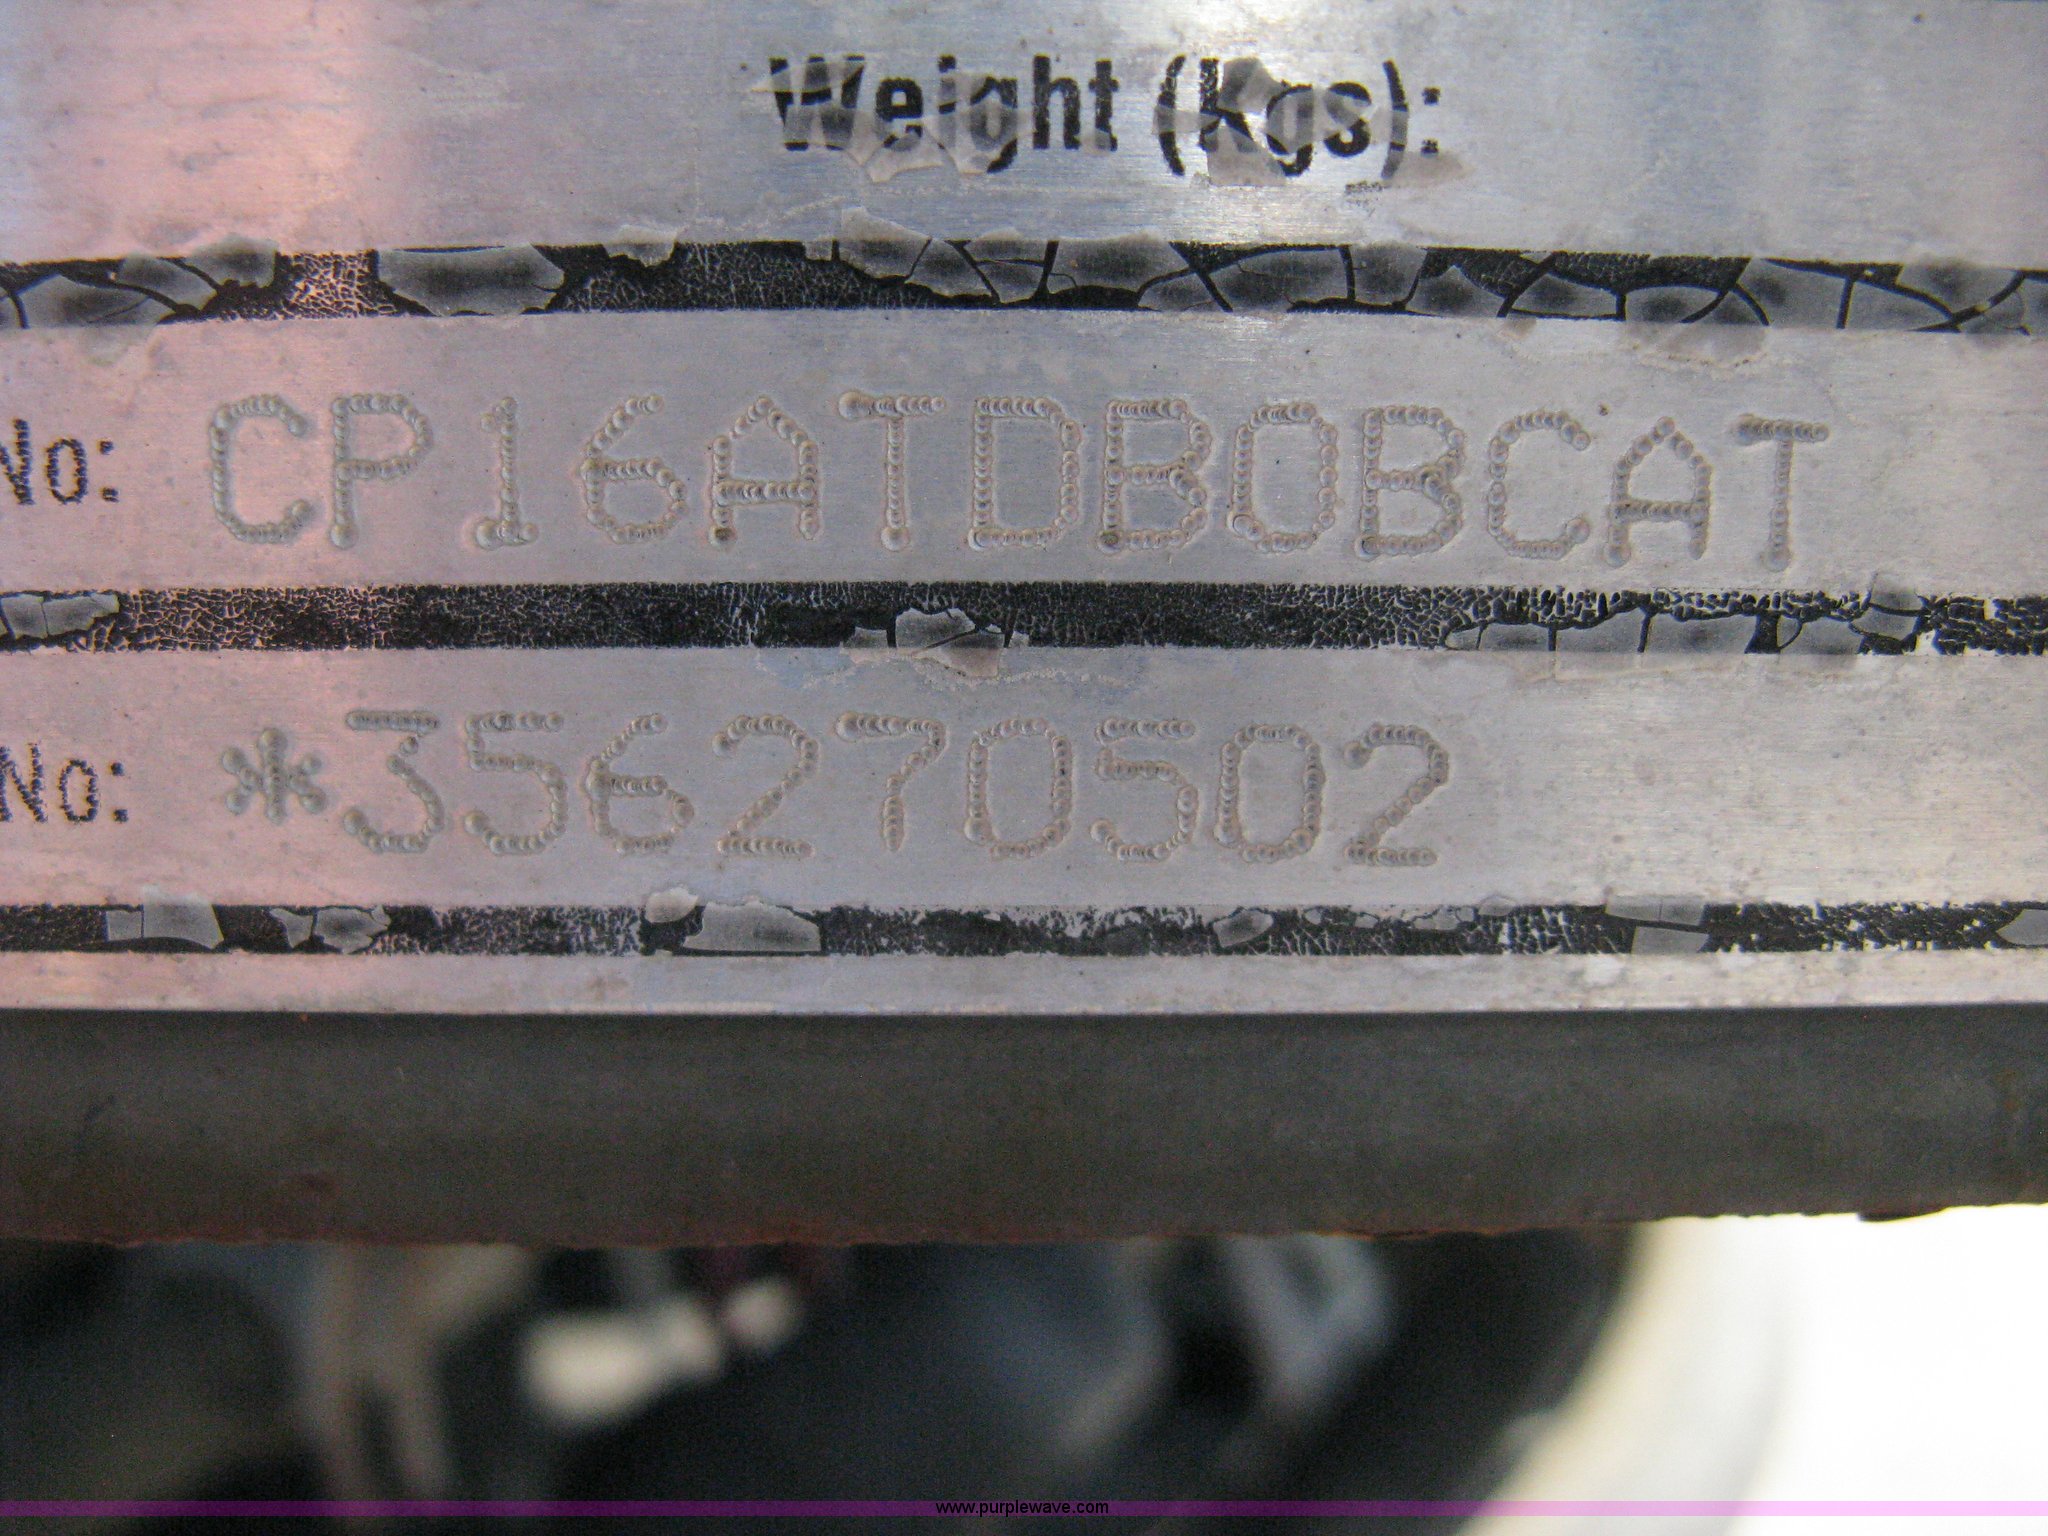 Weight (Kgs):
No: CP16ATDBOBCAT
No: *356270502
www.purplewave.com